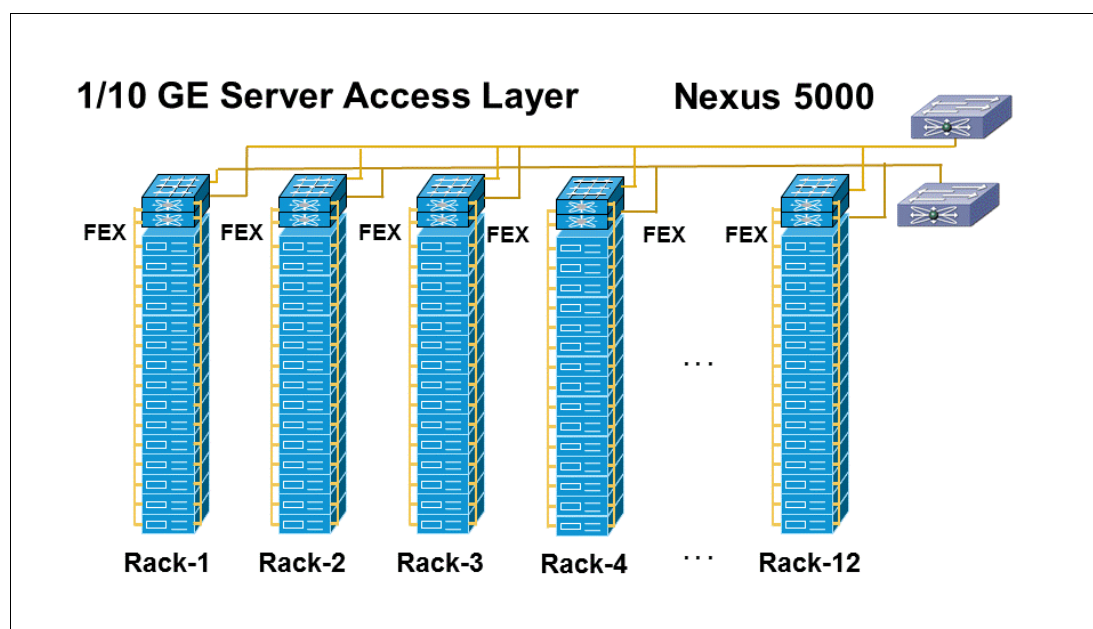 1/10 GE Server Access Layer
Nexus 5000
FEX
FEX
FEX
FEX
FEX
FEX
. . .
Rack-1
Rack-2
Rack-3
Rack-4
. . .
Rack-12